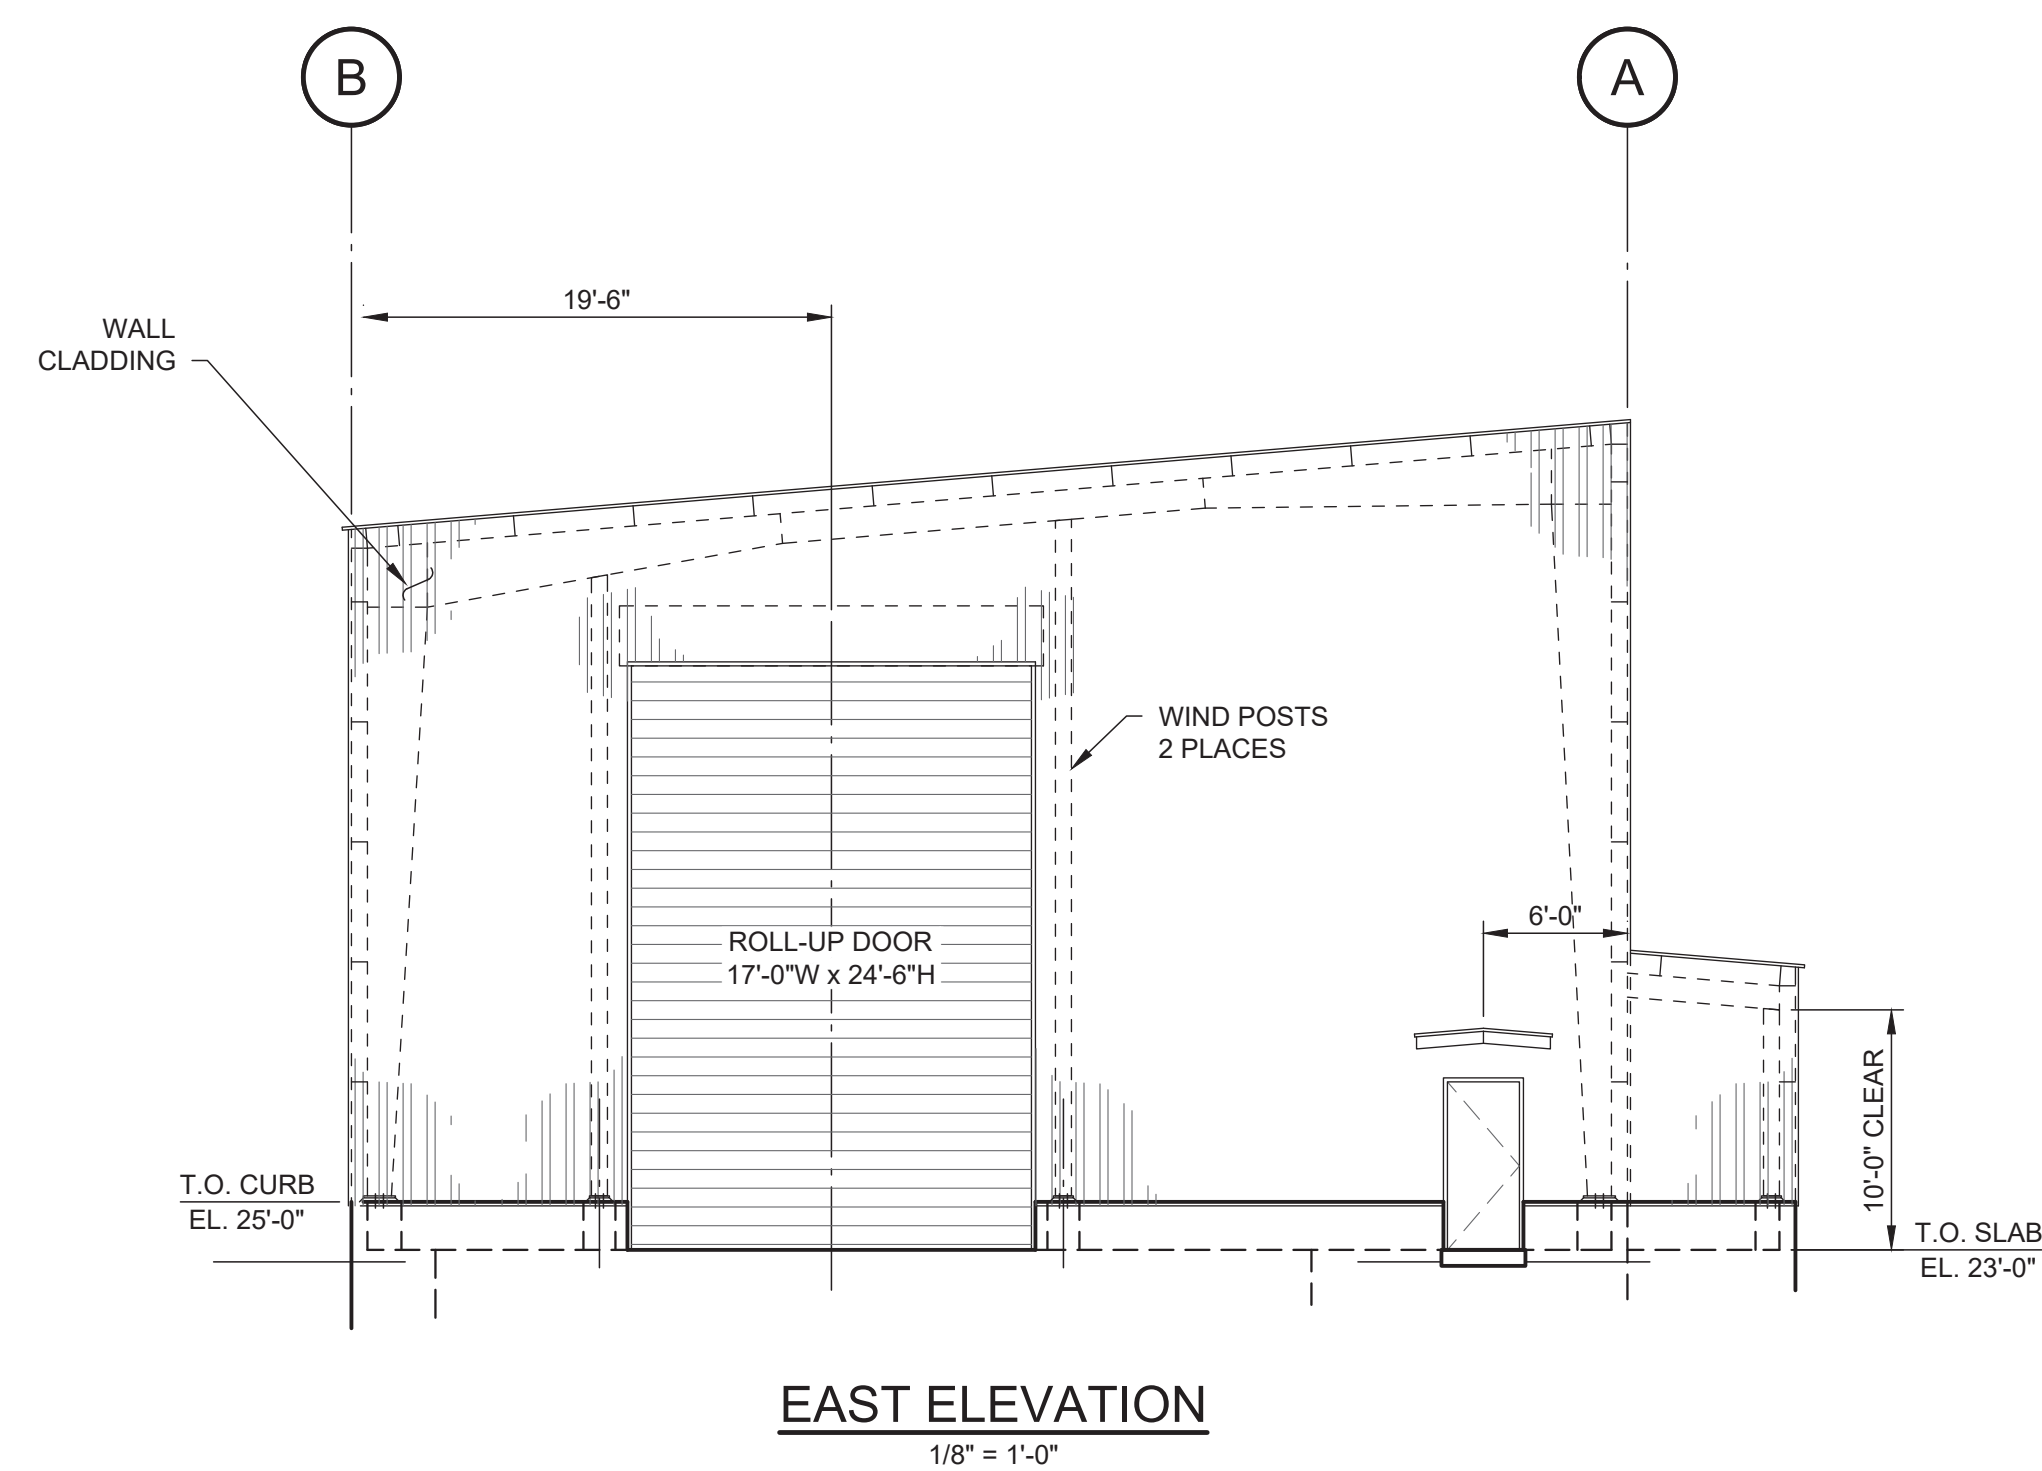 B
A
19'-6"
WALL
CLADDING
WIND POSTS
2 PLACES
6'-0"
ROLL-UP DOOR
17'-0"W x 24'-6"H
10'-0" CLEAR
T.O. CURB
EL. 25'-0"
T.O. SLAB
EL. 23'-0"
EAST ELEVATION
1/8" = 1'-0"